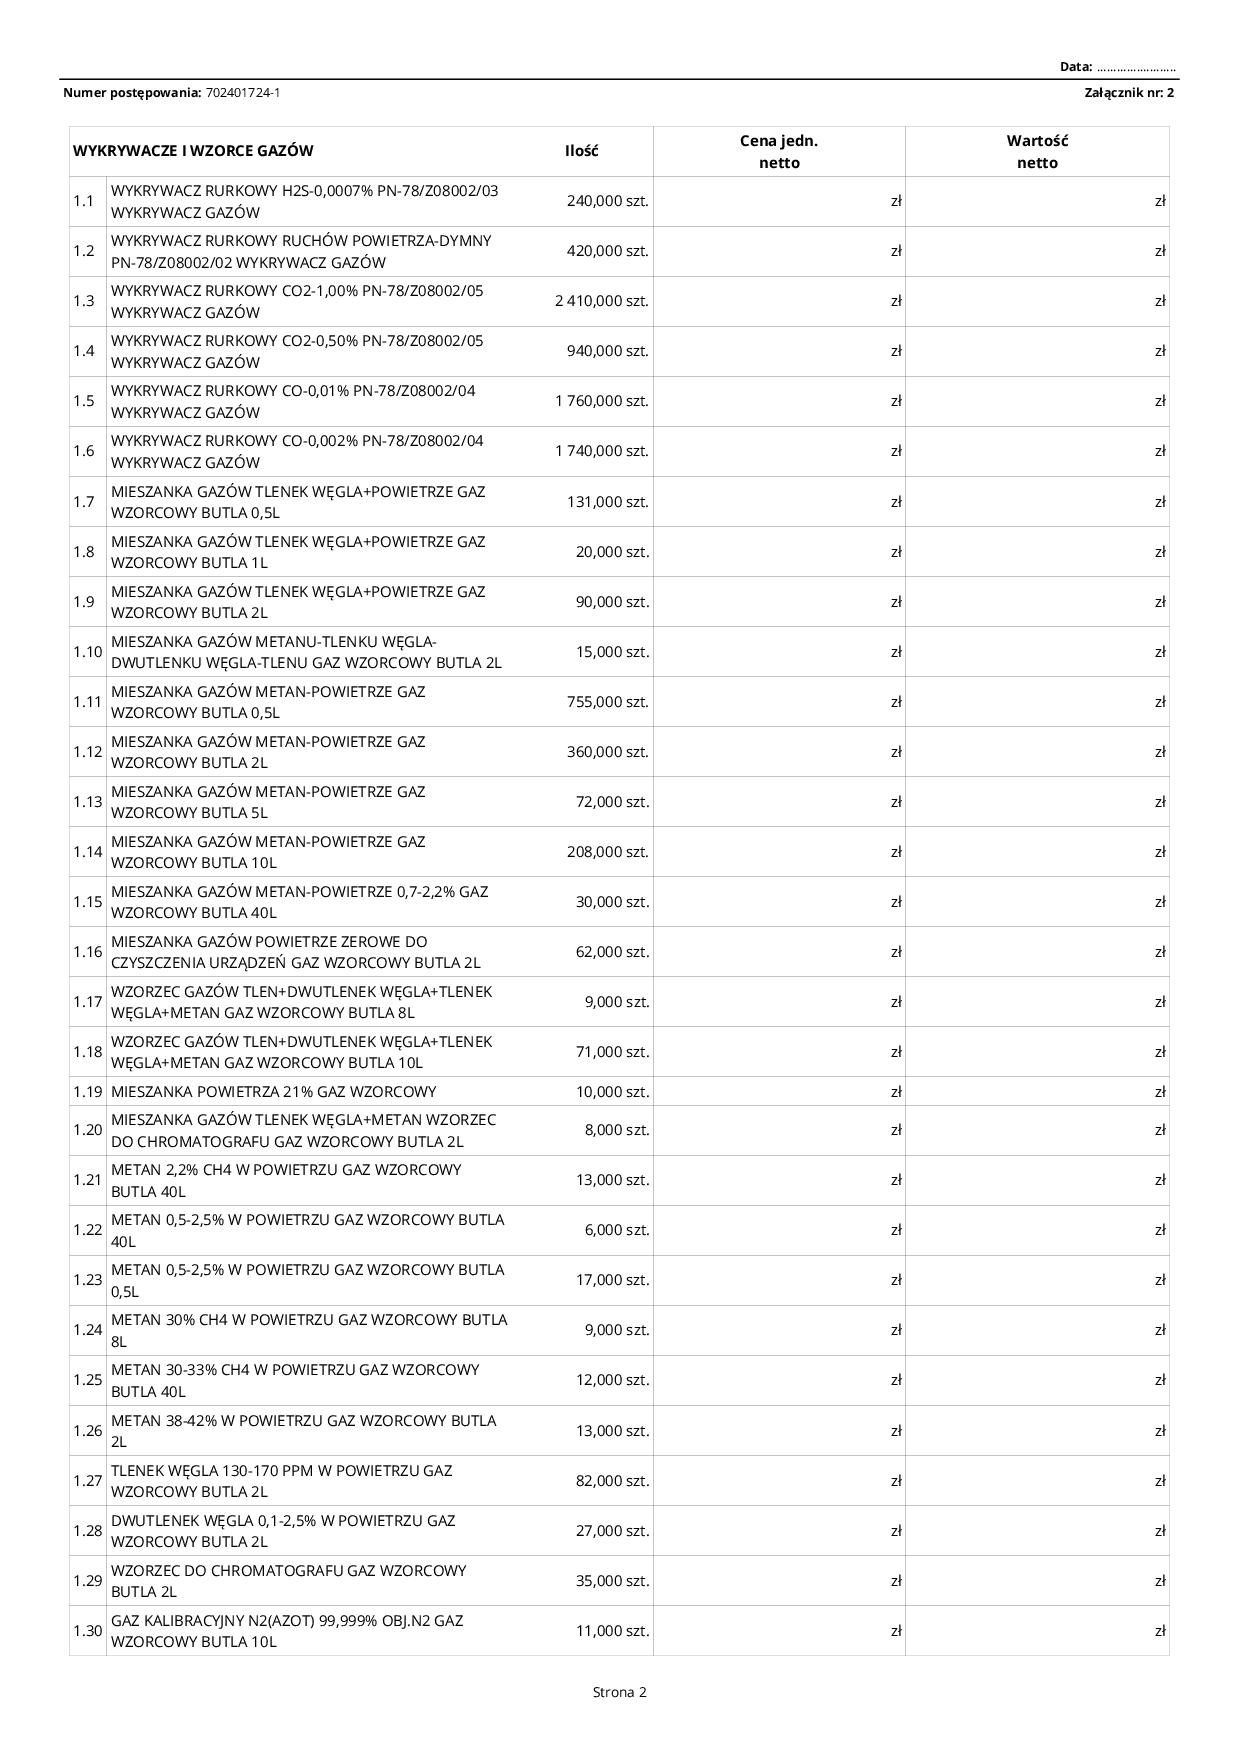 Data: ........................
Numer postępowania: 702401724-1 Załącznik nr: 2
WYKRYWACZE I WZORCE GAZÓW Ilość Cena jedn. netto Wartość netto
1.1 WYKRYWACZ RURKOWY H2S-0,0007% PN-78/Z08002/03
WYKRYWACZ GAZÓW 240,000 szt. zł zł
1.2 WYKRYWACZ RURKOWY RUCHÓW POWIETRZA-DYMNY
PN-78/Z08002/02 WYKRYWACZ GAZÓW 420,000 szt. zł zł
1.3 WYKRYWACZ RURKOWY CO2-1,00% PN-78/Z08002/05
WYKRYWACZ GAZÓW 2 410,000 szt. zł zł
1.4 WYKRYWACZ RURKOWY CO2-0,50% PN-78/Z08002/05
WYKRYWACZ GAZÓW 940,000 szt. zł zł
1.5 WYKRYWACZ RURKOWY CO-0,01% PN-78/Z08002/04
WYKRYWACZ GAZÓW 1 760,000 szt. zł zł
1.6 WYKRYWACZ RURKOWY CO-0,002% PN-78/Z08002/04
WYKRYWACZ GAZÓW 1 740,000 szt. zł zł
1.7 MIESZANKA GAZÓW TLENEK WĘGLA+POWIETRZE GAZ
WZORCOWY BUTLA 0,5L 131,000 szt. zł zł
1.8 MIESZANKA GAZÓW TLENEK WĘGLA+POWIETRZE GAZ
WZORCOWY BUTLA 1L 20,000 szt. zł zł
1.9 MIESZANKA GAZÓW TLENEK WĘGLA+POWIETRZE GAZ
WZORCOWY BUTLA 2L 90,000 szt. zł zł
1.10 MIESZANKA GAZÓW METANU-TLENKU WĘGLA-
DWUTLENKU WĘGLA-TLENU GAZ WZORCOWY BUTLA 2L 15,000 szt. zł zł
1.11 MIESZANKA GAZÓW METAN-POWIETRZE GAZ
WZORCOWY BUTLA 0,5L 755,000 szt. zł zł
1.12 MIESZANKA GAZÓW METAN-POWIETRZE GAZ
WZORCOWY BUTLA 2L 360,000 szt. zł zł
1.13 MIESZANKA GAZÓW METAN-POWIETRZE GAZ
WZORCOWY BUTLA 5L 72,000 szt. zł zł
1.14 MIESZANKA GAZÓW METAN-POWIETRZE GAZ
WZORCOWY BUTLA 10L 208,000 szt. zł zł
1.15 MIESZANKA GAZÓW METAN-POWIETRZE 0,7-2,2% GAZ
WZORCOWY BUTLA 40L 30,000 szt. zł zł
1.16 MIESZANKA GAZÓW POWIETRZE ZEROWE DO
CZYSZCZENIA URZĄDZEŃ GAZ WZORCOWY BUTLA 2L 62,000 szt. zł zł
1.17 WZORZEC GAZÓW TLEN+DWUTLENEK WĘGLA+TLENEK
WĘGLA+METAN GAZ WZORCOWY BUTLA 8L 9,000 szt. zł zł
1.18 WZORZEC GAZÓW TLEN+DWUTLENEK WĘGLA+TLENEK
WĘGLA+METAN GAZ WZORCOWY BUTLA 10L 71,000 szt. zł zł
1.19 MIESZANKA POWIETRZA 21% GAZ WZORCOWY 10,000 szt. zł zł
1.20 MIESZANKA GAZÓW TLENEK WĘGLA+METAN WZORZEC
DO CHROMATOGRAFU GAZ WZORCOWY BUTLA 2L 8,000 szt. zł zł
1.21 METAN 2,2% CH4 W POWIETRZU GAZ WZORCOWY
BUTLA 40L 13,000 szt. zł zł
1.22 METAN 0,5-2,5% W POWIETRZU GAZ WZORCOWY BUTLA
40L 6,000 szt. zł zł
1.23 METAN 0,5-2,5% W POWIETRZU GAZ WZORCOWY BUTLA
0,5L 17,000 szt. zł zł
1.24 METAN 30% CH4 W POWIETRZU GAZ WZORCOWY BUTLA
8L 9,000 szt. zł zł
1.25 METAN 30-33% CH4 W POWIETRZU GAZ WZORCOWY
BUTLA 40L 12,000 szt. zł zł
1.26 METAN 38-42% W POWIETRZU GAZ WZORCOWY BUTLA
2L 13,000 szt. zł zł
1.27 TLENEK WĘGLA 130-170 PPM W POWIETRZU GAZ
WZORCOWY BUTLA 2L 82,000 szt. zł zł
1.28 DWUTLENEK WĘGLA 0,1-2,5% W POWIETRZU GAZ
WZORCOWY BUTLA 2L 27,000 szt. zł zł
1.29 WZORZEC DO CHROMATOGRAFU GAZ WZORCOWY
BUTLA 2L 35,000 szt. zł zł
1.30 GAZ KALIBRACYJNY N2(AZOT) 99,999% OBJ.N2 GAZ
WZORCOWY BUTLA 10L 11,000 szt. zł zł
Strona 2